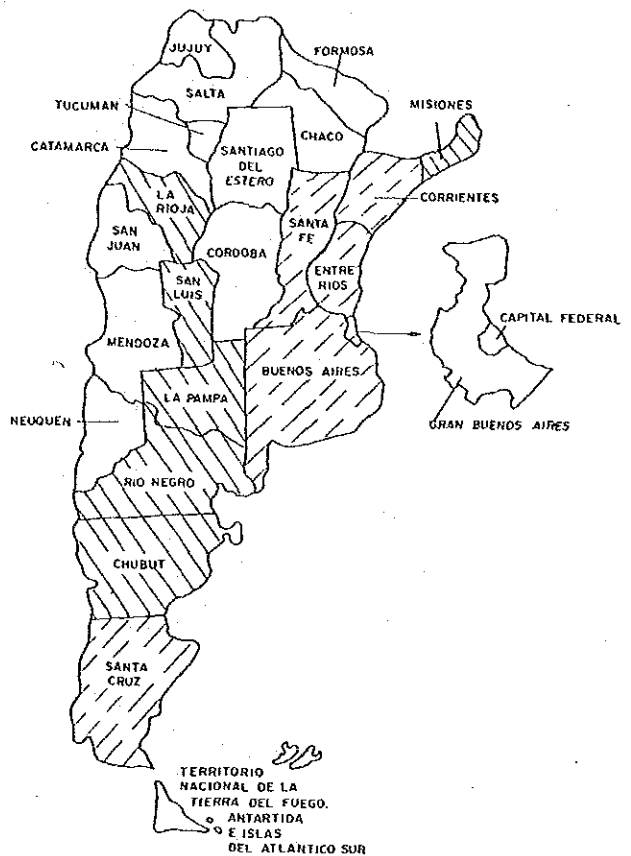 JUJUY
FORMOSA
SALTA
TUCUMAN
MISIONES
CHACO
CATAMARCA
SANTIAGO
DEL
ESTERO
LA
RIOJA
CORRIENTES
SANTA
FE
SAN
JUAN
CORDOBA
ENTRE
RIOS
SAN
LUIS
CAPITAL FEDERAL
MENDOZA
BUENOS AIRES
LA PAMPA
NEUQUEN
GRAN BUENOS AIRES
RIO NEGRO
CHUBUT
SANTA
CRUZ
TERRITORIO
NACIONAL DE LA
TIERRA DEL FUEGO.
ANTARTIDA
E ISLAS
DEL ATLANTICO SUR